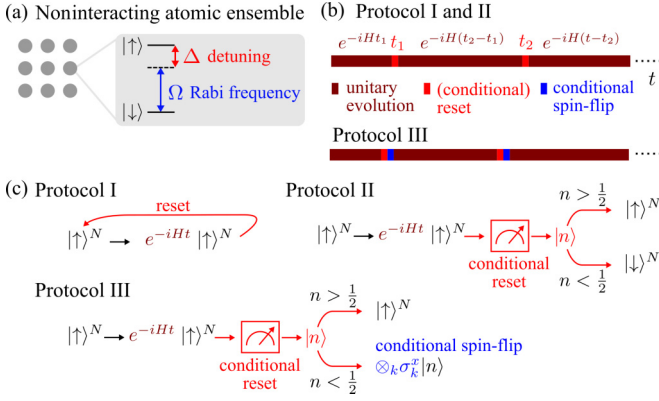 (a) Noninteracting atomic ensemble
|↑⟩
Δ detuning
Ω Rabi frequency
|↓⟩
(b) Protocol I and II
e^{-iHt_1} t_1 e^{-iH(t_2-t_1)} t_2 e^{-iH(t-t_2)}
t
unitary evolution
(conditional) reset
conditional spin-flip
Protocol III
(c)
Protocol I
reset
|↑⟩^N → e^{-iHt} |↑⟩^N
Protocol II
|↑⟩^N → e^{-iHt} |↑⟩^N → |n⟩
conditional reset
n > 1/2 |↑⟩^N
n < 1/2 |↓⟩^N
Protocol III
|↑⟩^N → e^{-iHt} |↑⟩^N → |n⟩
conditional reset
n > 1/2 |↑⟩^N
n < 1/2
conditional spin-flip
⊗_k σ_k^x |n⟩